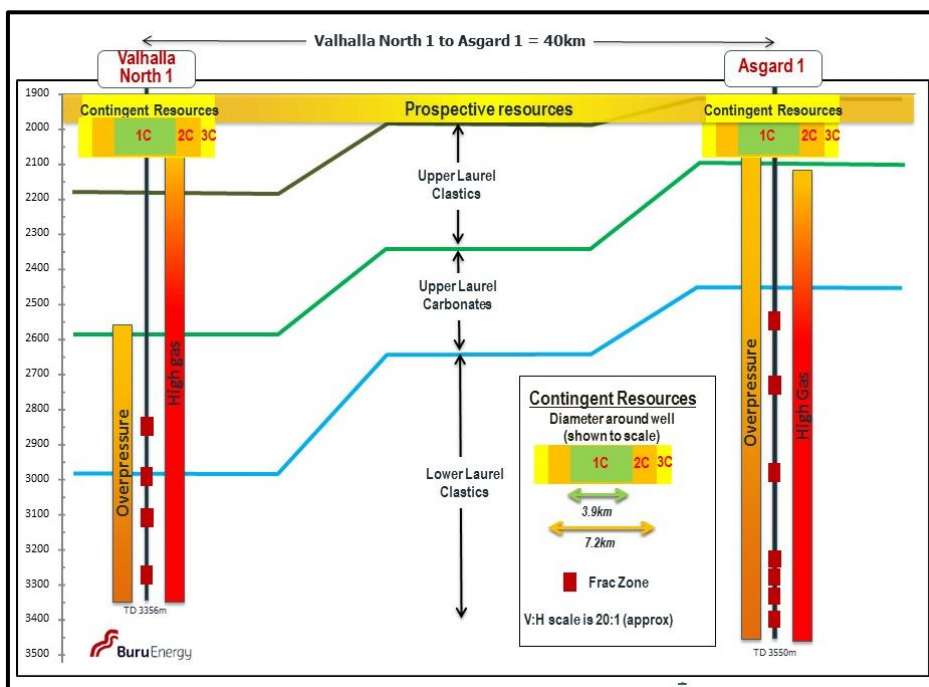 Valhalla North 1 to Asgard 1 = 40km
Valhalla
North 1
Asgard 1
Contingent Resources
Prospective resources
Contingent Resources
1C 2C 3C
1C 2C 3C
1900
2000
2100
2200
2300
2400
2500
2600
2700
2800
2900
3000
3100
3200
3300
3400
3500
Overpressure
High gas
Upper Laurel
Clastics
Upper Laurel
Carbonates
Lower Laurel
Clastics
Contingent Resources
Diameter around well
(shown to scale)
1C 2C 3C
3.9km
7.2km
Frac Zone
V:H scale is 20:1 (approx)
Overpressure
High Gas
TD 3356m
TD 3550m
BuruEnergy